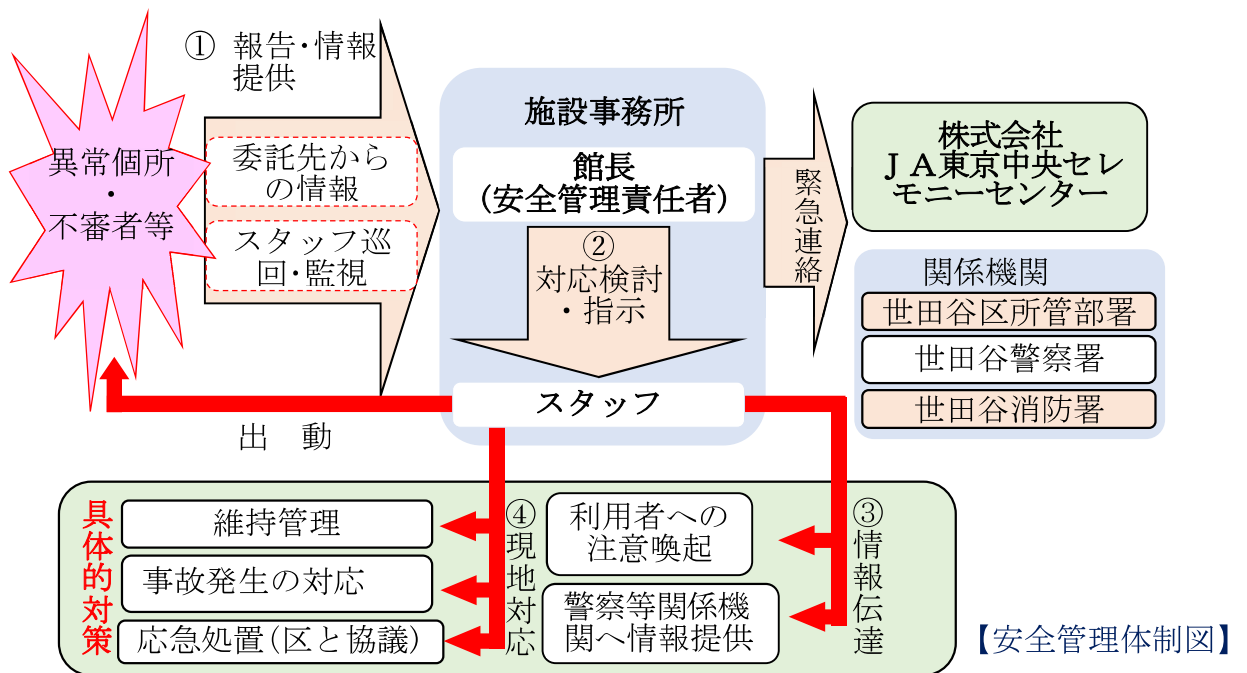 ① 報告・情報
提供
異常個所
・
不審者等
委託先から
の情報
スタッフ巡
回・監視
施設事務所
館長
（安全管理責任者）
②
対応検討
・指示
スタッフ
緊急連絡
株式会社
ＪＡ東京中央セレ
モニーセンター
関係機関
世田谷区所管部署
世田谷警察署
世田谷消防署
出　動
具体的対策
維持管理
事故発生の対応
応急処置（区と協議）
④現地対応
利用者への
注意喚起
警察等関係機
関へ情報提供
③情報伝達
【安全管理体制図】